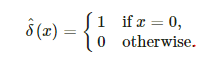 δ̂ (x) = { 1 if x = 0,
0 otherwise.